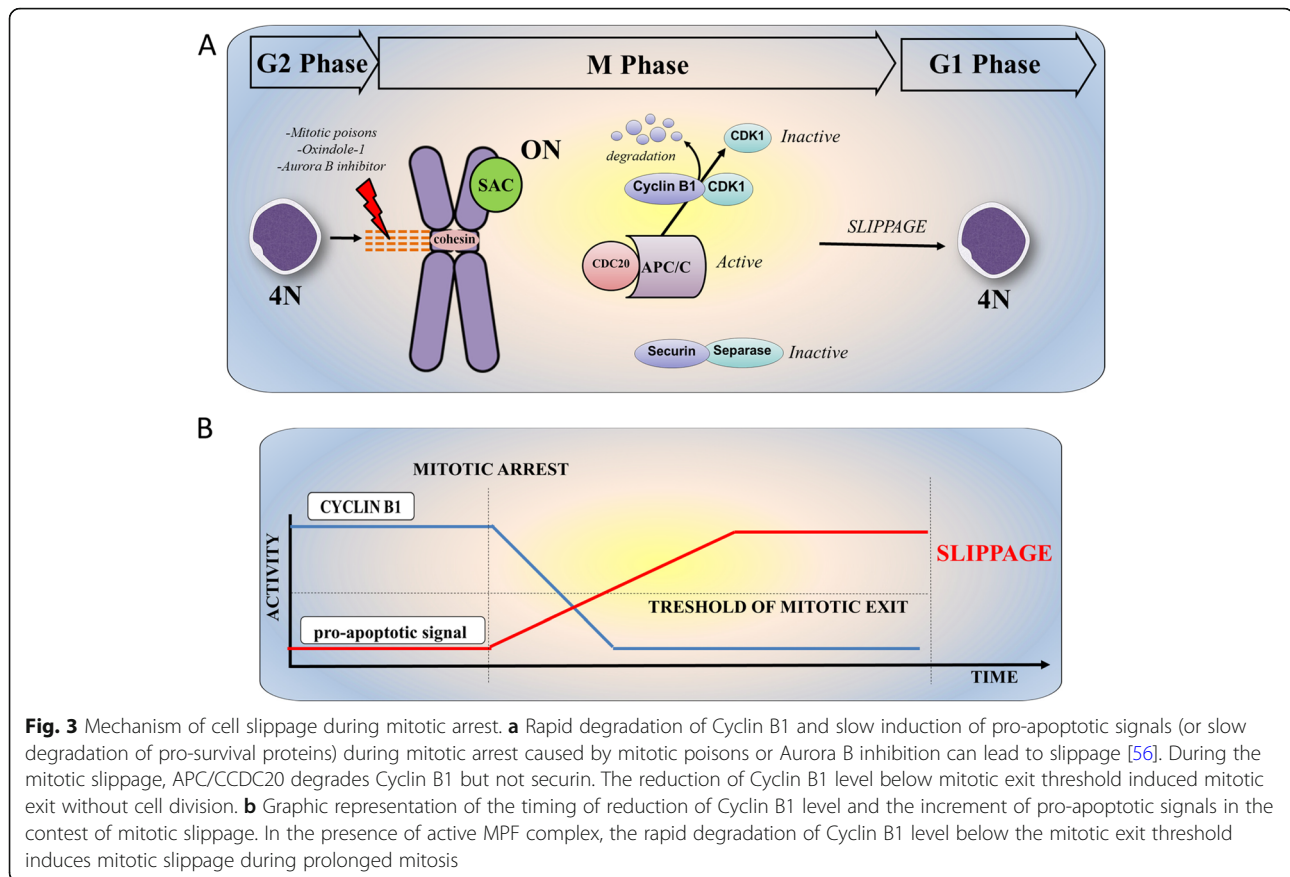 A
G2 Phase
M Phase
G1 Phase
-Mitotic poisons
-Oxindole-1
-Aurora B inhibitor
4N
cohesin
SAC
ON
degradation
CDK1
Inactive
Cyclin B1
CDK1
CDC20
APC/C
Active
Securin
Separase
Inactive
SLIPPAGE
4N
B
MITOTIC ARREST
CYCLIN B1
ACTIVITY
SLIPPAGE
TRESHOLD OF MITOTIC EXIT
pro-apoptotic signal
TIME
Fig. 3 Mechanism of cell slippage during mitotic arrest. a Rapid degradation of Cyclin B1 and slow induction of pro-apoptotic signals (or slow
degradation of pro-survival proteins) during mitotic arrest caused by mitotic poisons or Aurora B inhibition can lead to slippage [56]. During the
mitotic slippage, APC/CCDC20 degrades Cyclin B1 but not securin. The reduction of Cyclin B1 level below mitotic exit threshold induced mitotic
exit without cell division. b Graphic representation of the timing of reduction of Cyclin B1 level and the increment of pro-apoptotic signals in the
contest of mitotic slippage. In the presence of active MPF complex, the rapid degradation of Cyclin B1 level below the mitotic exit threshold
induces mitotic slippage during prolonged mitosis